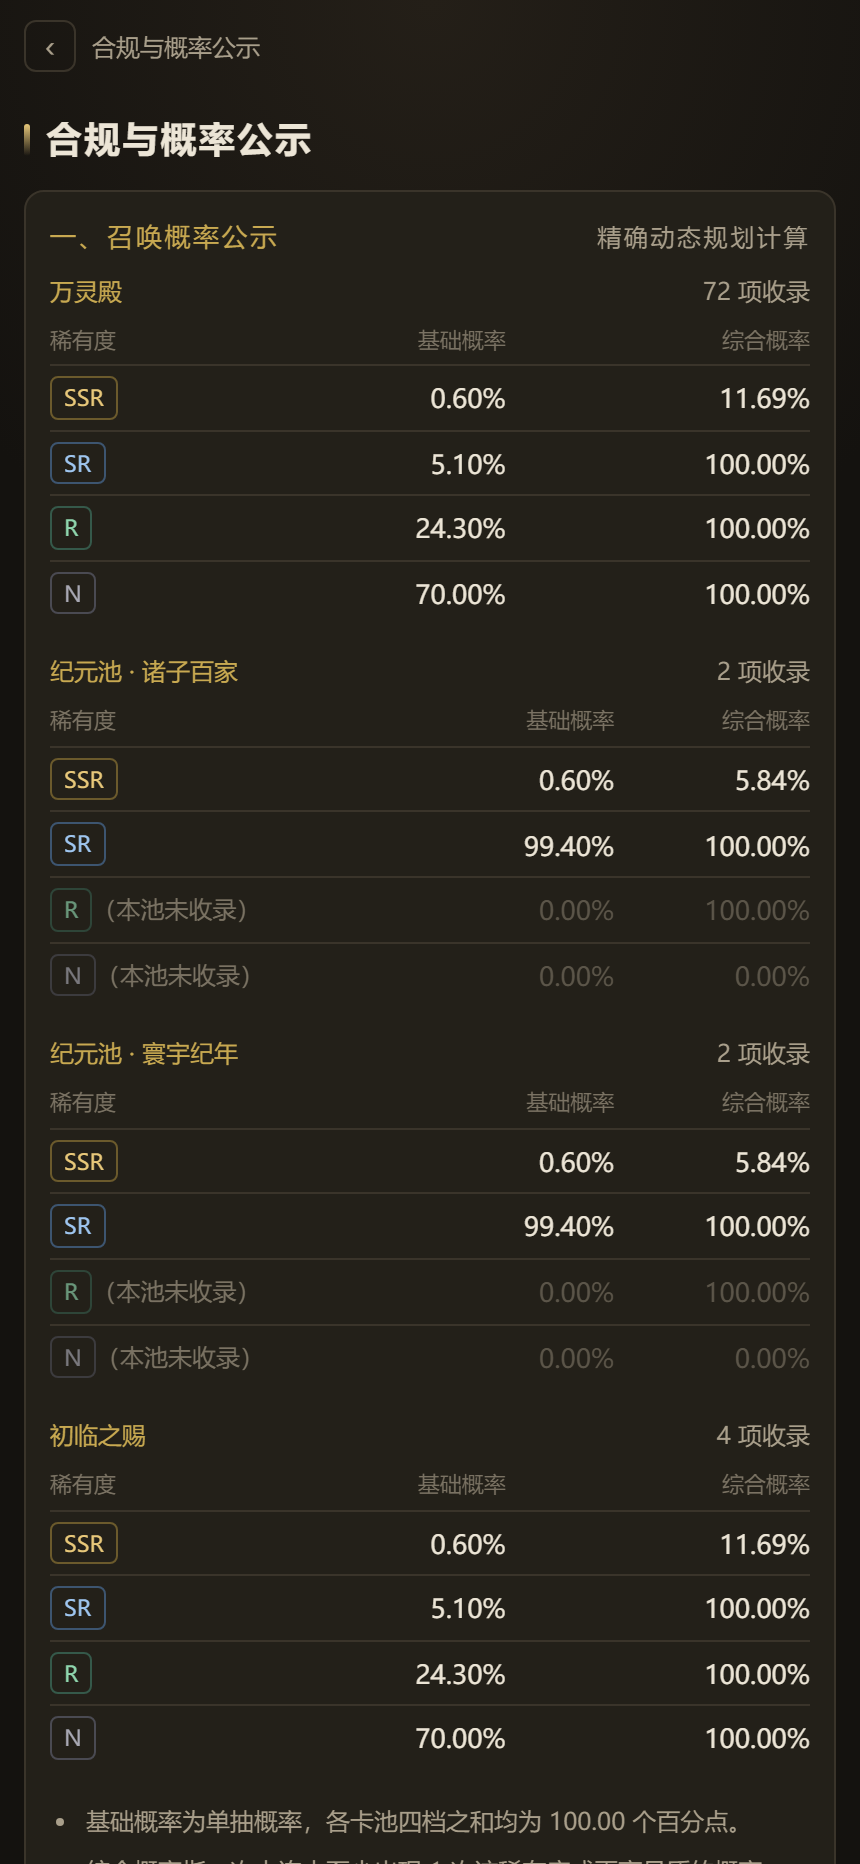 ‹ 合规与概率公示
合规与概率公示
一、召唤概率公示 精确动态规划计算
万灵殿 72 项收录
稀有度 基础概率 综合概率
SSR 0.60% 11.69%
SR 5.10% 100.00%
R 24.30% 100.00%
N 70.00% 100.00%
纪元池 · 诸子百家 2 项收录
稀有度 基础概率 综合概率
SSR 0.60% 5.84%
SR 99.40% 100.00%
R (本池未收录) 0.00% 100.00%
N (本池未收录) 0.00% 0.00%
纪元池 · 寰宇纪年 2 项收录
稀有度 基础概率 综合概率
SSR 0.60% 5.84%
SR 99.40% 100.00%
R (本池未收录) 0.00% 100.00%
N (本池未收录) 0.00% 0.00%
初临之赐 4 项收录
稀有度 基础概率 综合概率
SSR 0.60% 11.69%
SR 5.10% 100.00%
R 24.30% 100.00%
N 70.00% 100.00%
• 基础概率为单抽概率，各卡池四档之和均为 100.00 个百分点。